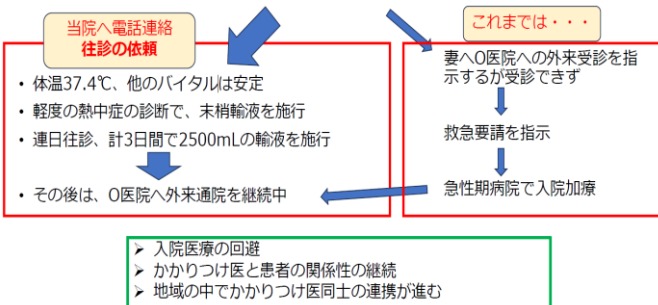 当院へ電話連絡
往診の依頼
• 体温37.4℃、他のバイタルは安定
• 軽度の熱中症の診断で、末梢輸液を施行
• 連日往診、計3日間で2500mLの輸液を施行
• その後は、O医院へ外来通院を継続中
これまでは・・・
妻へO医院への外来受診を指
示するが受診できず
救急要請を指示
急性期病院で入院加療
➢ 入院医療の回避
➢ かかりつけ医と患者の関係性の継続
➢ 地域の中でかかりつけ医同士の連携が進む